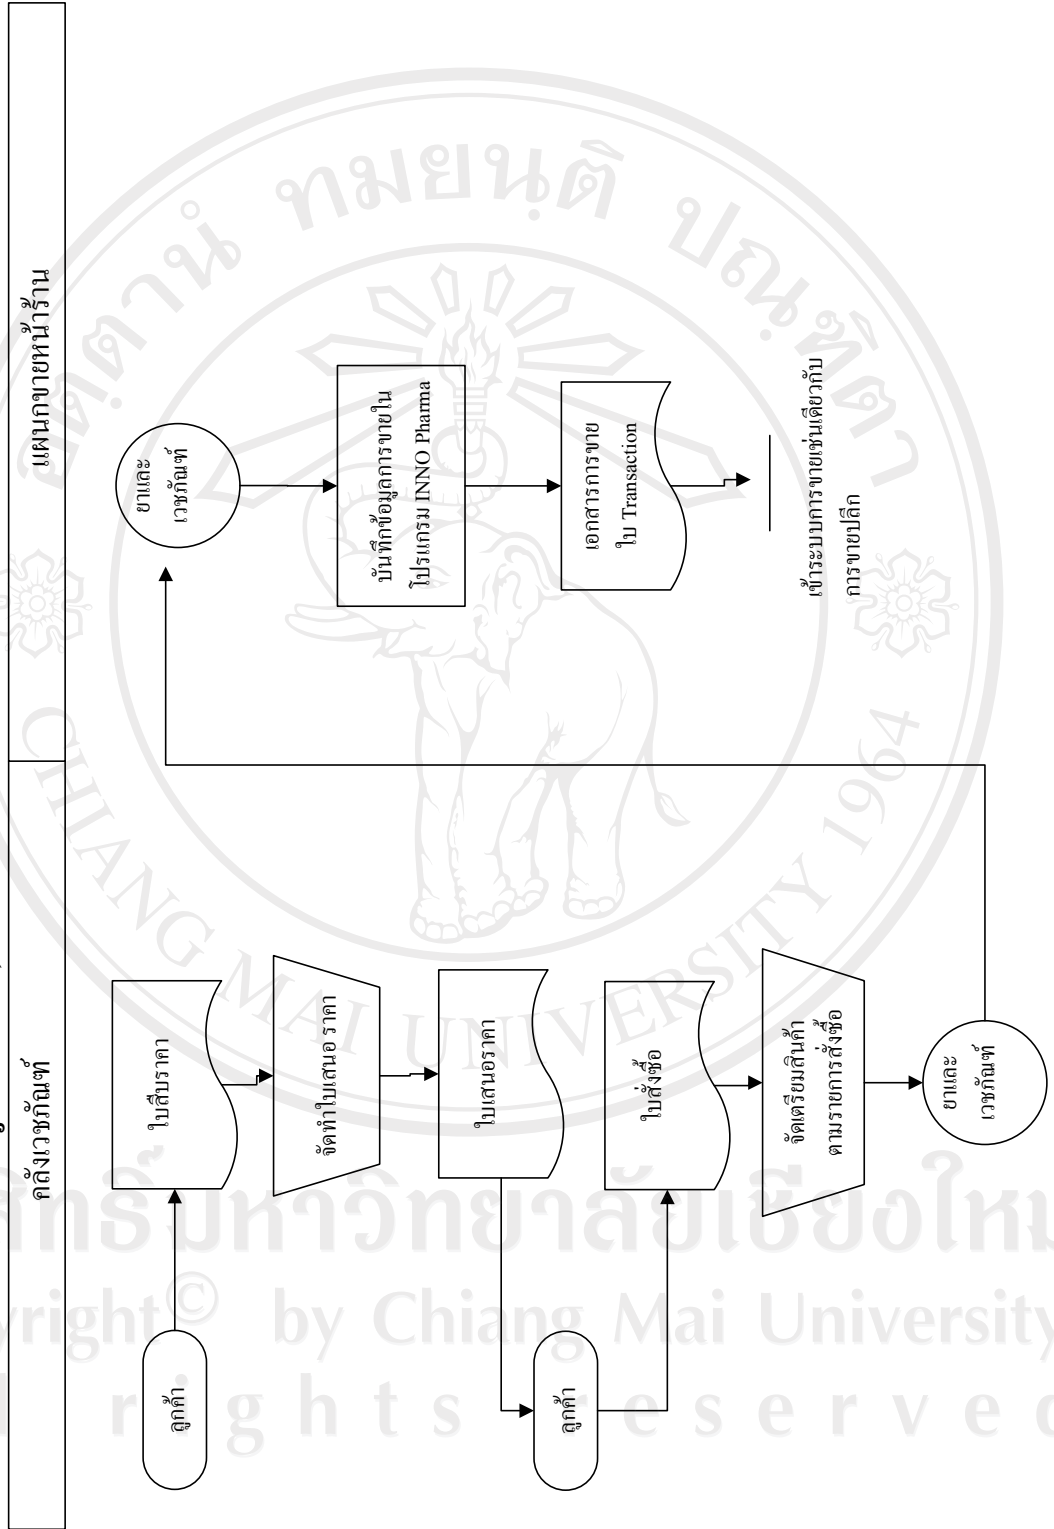 คลังเวชภัณฑ์
แผนกขายหน้าร้าน
ลูกค้า
ใบสืบราคา
จัดทำใบเสนอ ราคา
ใบเสนอราคา
ลูกค้า
ใบสั่งซื้อ
จัดเตรียมสินค้า
ตามรายการสั่งซื้อ
ยาและ
เวชภัณฑ์
ยาและ
เวชภัณฑ์
บันทึกข้อมูลการขายใน
โปรแกรม INNO Pharma
เอกสารการขาย
ใบ Transaction
เข้าระบบการขายเช่นเดียวกับ
การขายปลีก
CHIANG MAI UNIVERSITY 1964
มหาวิทยาลัยเชียงใหม่
© by Chiang Mai University
rights reserved